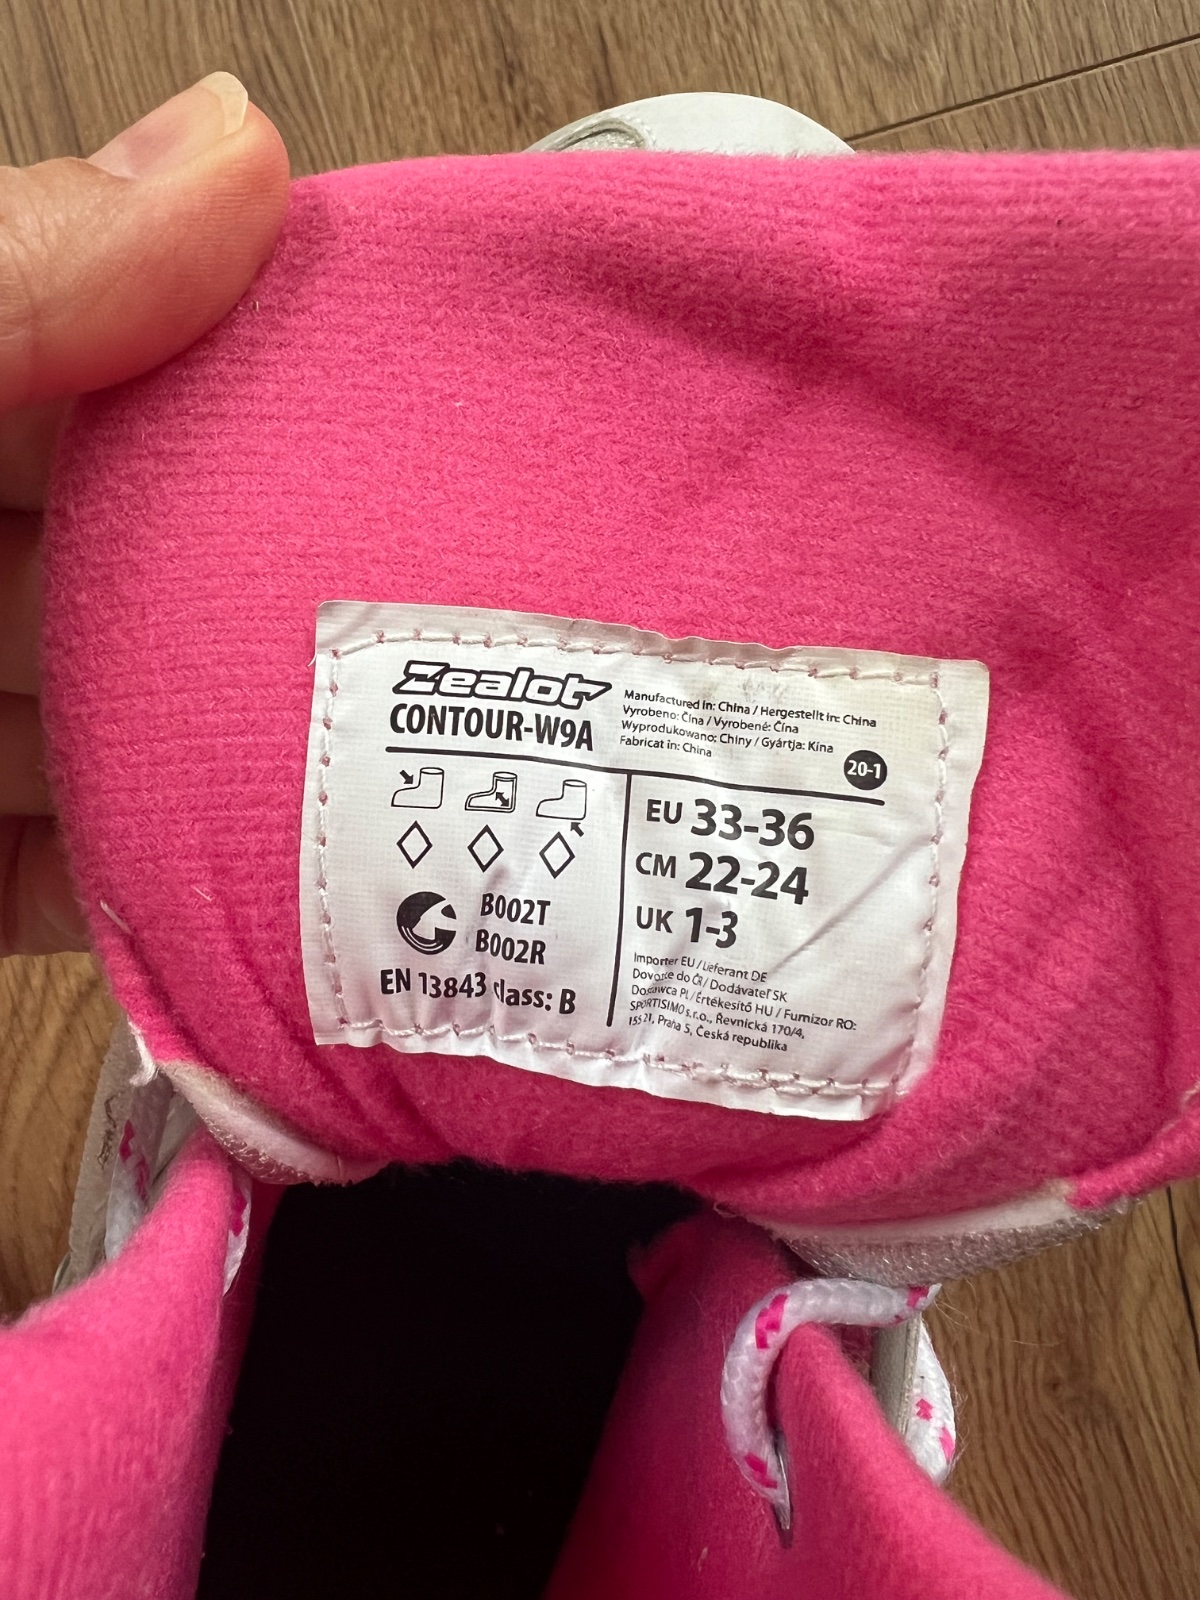 Zealot
CONTOUR-W9A
Manufactured in: China / Hergestellt in: China
Vyrobeno: Čína / Vyrobené: Čína
Wyprodukowano: Chiny / Gyártja: Kína
Fabricat in: China
20-1
B002T
B002R
EN 13843 class: B
EU 33-36
CM 22-24
UK 1-3
Importer EU / Lieferant DE
Dovozce do ČR / Dodávateľ SK
Dostawca PL / Értékesítő HU / Furnizor RO:
SPORTISIMO s.r.o., Řevnická 170/4,
155 21, Praha 5, Česká republika